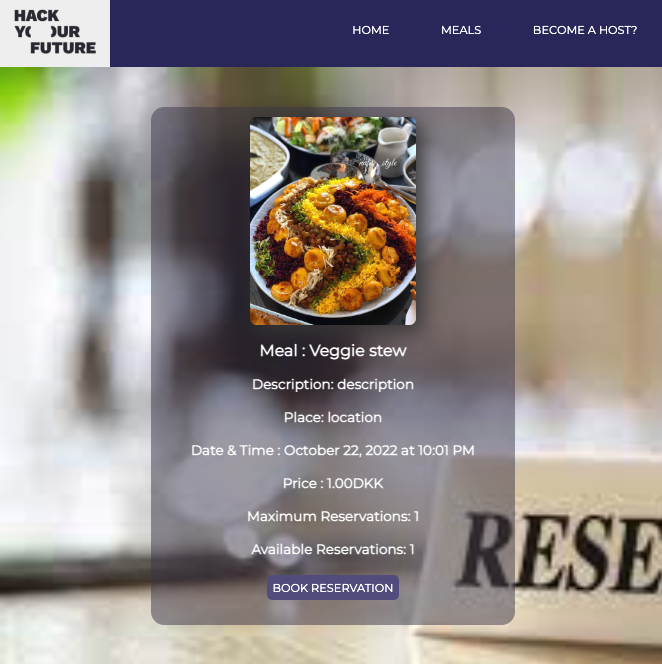 HACK
YOUR
FUTURE
HOME
MEALS
BECOME A HOST?
style
Meal : Veggie stew
Description: description
Place: location
Date & Time : October 22, 2022 at 10:01 PM
Price : 1.00DKK
Maximum Reservations: 1
Available Reservations: 1
RESE
BOOK RESERVATION